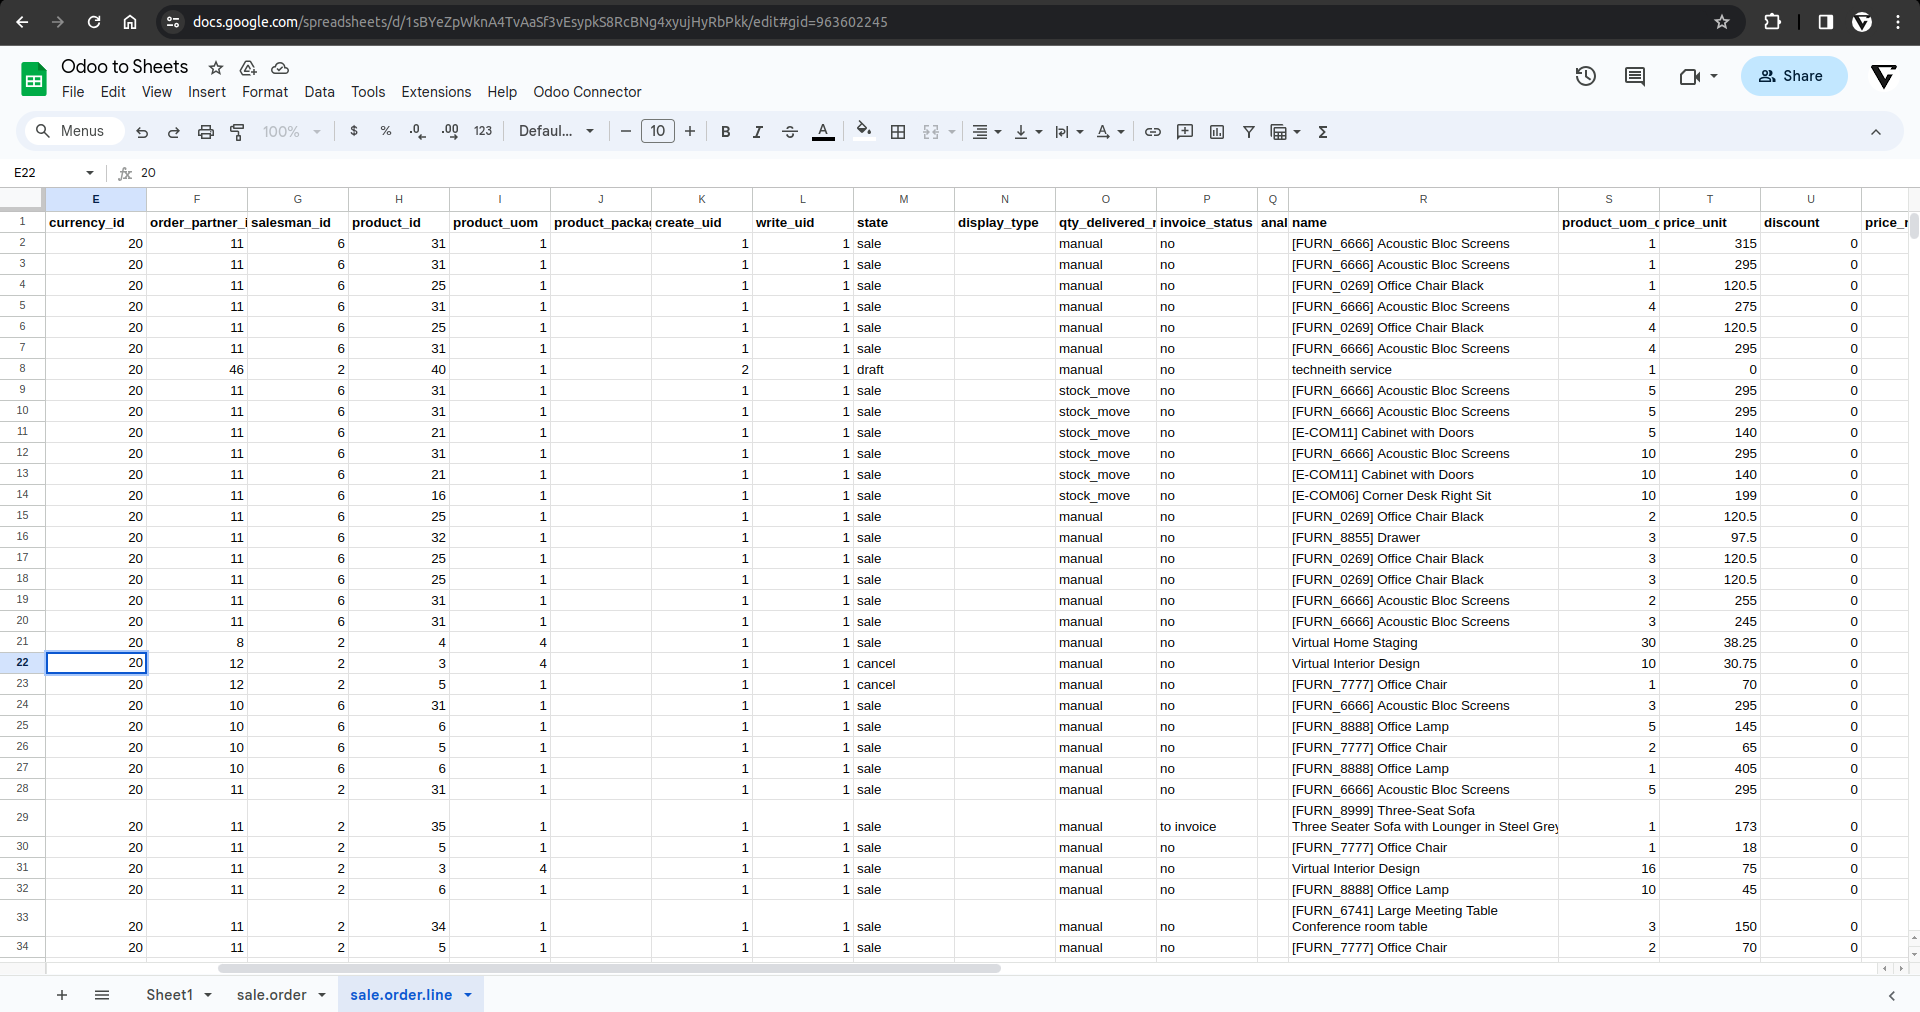 docs.google.com/spreadsheets/d/1sBYeZpWknA4TvAaSf3vEsypkS8RcBNg4xyujHyRbPkk/edit#gid=963602245
Odoo to Sheets
File Edit View Insert Format Data Tools Extensions Help Odoo Connector
Share
Menus 100% $ % .0 .00 123 Defaul... 10 B I A
E22 fx 20
E F G H I J K L M N O P Q R S T U
1 currency_id order_partner_i salesman_id product_id product_uom product_packa create_uid write_uid state display_type qty_delivered_ invoice_status anal name product_uom_ price_unit discount price_
2 20 11 6 31 1 1 1 sale manual no [FURN_6666] Acoustic Bloc Screens 1 315 0
3 20 11 6 31 1 1 1 sale manual no [FURN_6666] Acoustic Bloc Screens 1 295 0
4 20 11 6 25 1 1 1 sale manual no [FURN_0269] Office Chair Black 1 120.5 0
5 20 11 6 31 1 1 1 sale manual no [FURN_6666] Acoustic Bloc Screens 4 275 0
6 20 11 6 25 1 1 1 sale manual no [FURN_0269] Office Chair Black 4 120.5 0
7 20 11 6 31 1 1 1 sale manual no [FURN_6666] Acoustic Bloc Screens 4 295 0
8 20 46 2 40 1 2 1 draft manual no techneith service 1 0 0
9 20 11 6 31 1 1 1 sale stock_move no [FURN_6666] Acoustic Bloc Screens 5 295 0
10 20 11 6 31 1 1 1 sale stock_move no [FURN_6666] Acoustic Bloc Screens 5 295 0
11 20 11 6 21 1 1 1 sale stock_move no [E-COM11] Cabinet with Doors 5 140 0
12 20 11 6 31 1 1 1 sale stock_move no [FURN_6666] Acoustic Bloc Screens 10 295 0
13 20 11 6 21 1 1 1 sale stock_move no [E-COM11] Cabinet with Doors 10 140 0
14 20 11 6 16 1 1 1 sale stock_move no [E-COM06] Corner Desk Right Sit 10 199 0
15 20 11 6 25 1 1 1 sale manual no [FURN_0269] Office Chair Black 2 120.5 0
16 20 11 6 32 1 1 1 sale manual no [FURN_8855] Drawer 3 97.5 0
17 20 11 6 25 1 1 1 sale manual no [FURN_0269] Office Chair Black 3 120.5 0
18 20 11 6 25 1 1 1 sale manual no [FURN_0269] Office Chair Black 3 120.5 0
19 20 11 6 31 1 1 1 sale manual no [FURN_6666] Acoustic Bloc Screens 2 255 0
20 20 11 6 31 1 1 1 sale manual no [FURN_6666] Acoustic Bloc Screens 3 245 0
21 20 8 2 4 4 1 1 sale manual no Virtual Home Staging 30 38.25 0
22 20 12 2 3 4 1 1 cancel manual no Virtual Interior Design 10 30.75 0
23 20 12 2 5 1 1 1 cancel manual no [FURN_7777] Office Chair 1 70 0
24 20 10 6 31 1 1 1 sale manual no [FURN_6666] Acoustic Bloc Screens 3 295 0
25 20 10 6 6 1 1 1 sale manual no [FURN_8888] Office Lamp 5 145 0
26 20 10 6 5 1 1 1 sale manual no [FURN_7777] Office Chair 2 65 0
27 20 10 6 6 1 1 1 sale manual no [FURN_8888] Office Lamp 1 405 0
28 20 11 2 31 1 1 1 sale manual no [FURN_6666] Acoustic Bloc Screens 5 295 0
[FURN_8999] Three-Seat Sofa
29 20 11 2 35 1 1 1 sale manual to invoice Three Seater Sofa with Lounger in Steel Grey 1 173 0
30 20 11 2 5 1 1 1 sale manual no [FURN_7777] Office Chair 1 18 0
31 20 11 2 3 4 1 1 sale manual no Virtual Interior Design 16 75 0
32 20 11 2 6 1 1 1 sale manual no [FURN_8888] Office Lamp 10 45 0
[FURN_6741] Large Meeting Table
33 20 11 2 34 1 1 1 sale manual no Conference room table 3 150 0
34 20 11 2 5 1 1 1 sale manual no [FURN_7777] Office Chair 2 70 0
Sheet1 sale.order sale.order.line